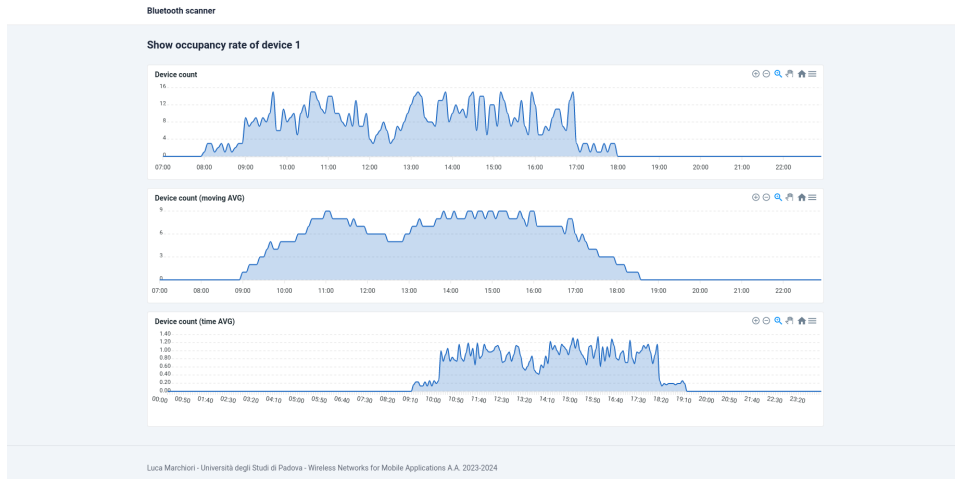 Bluetooth scanner
Show occupancy rate of device 1
Device count
16
12
8
4
0
07:00 08:00 09:00 10:00 11:00 12:00 13:00 14:00 15:00 16:00 17:00 18:00 19:00 20:00 21:00 22:00
Device count (moving AVG)
9
6
3
0
07:00 08:00 09:00 10:00 11:00 12:00 13:00 14:00 15:00 16:00 17:00 18:00 19:00 20:00 21:00 22:00
Device count (time AVG)
1.40
1.20
1.00
0.80
0.60
0.40
0.20
0.00
00:00 00:50 01:40 02:30 03:20 04:10 05:00 05:50 06:40 07:30 08:20 09:10 10:00 10:50 11:40 12:30 13:20 14:10 15:00 15:50 16:40 17:30 18:20 19:10 20:00 20:50 21:40 22:30 23:20
Luca Marchiori - Università degli Studi di Padova - Wireless Networks for Mobile Applications A.A. 2023-2024